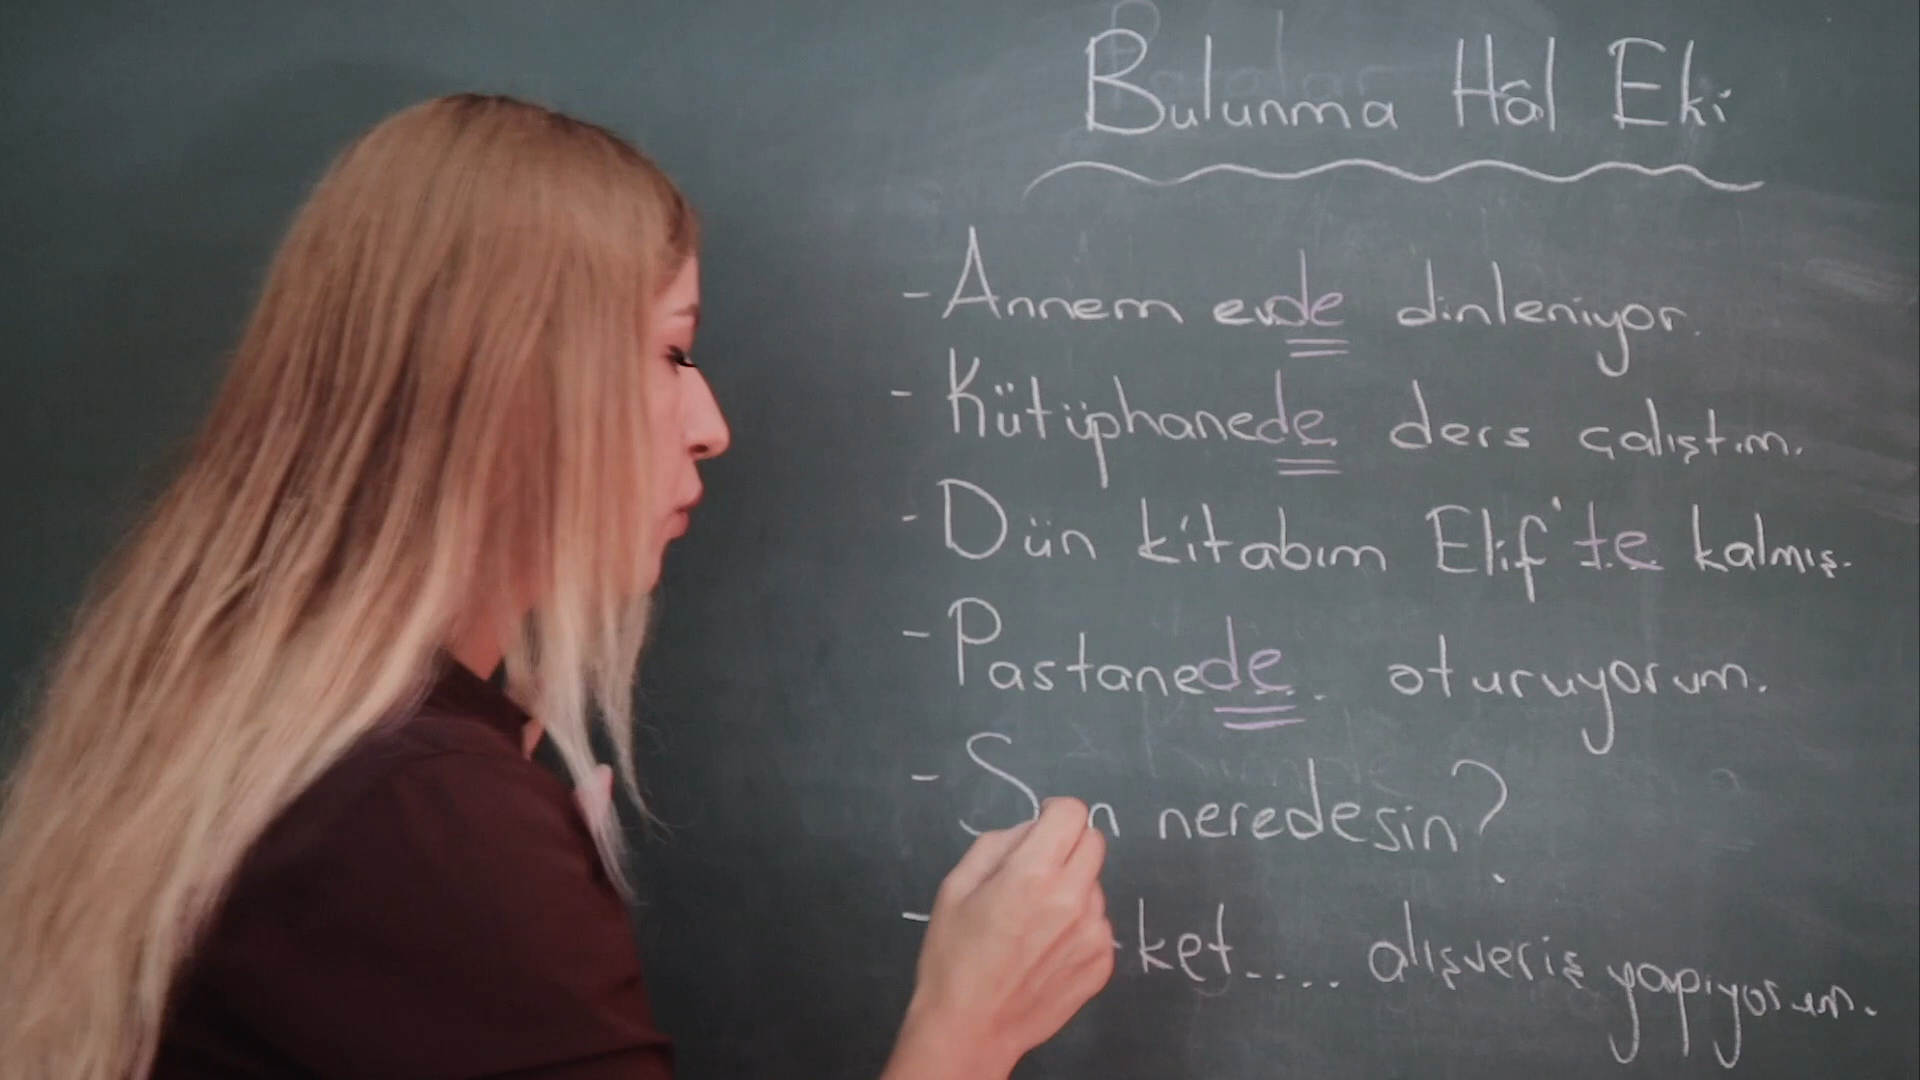 Bulunma Hâl Eki
- Annem evde dinleniyor.
- Kütüphanede ders çalıştım.
- Dün kitabım Elif'te kalmış.
- Pastanede . oturuyorum.
- neredesin?
- ket..... alışveriş yapıyorum.